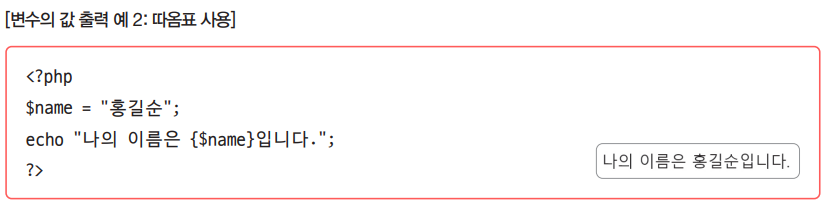 [변수의 값 출력 예 2: 따옴표 사용]
<?php
$name = "홍길순";
echo "나의 이름은 {$name}입니다.";
?>
나의 이름은 홍길순입니다.